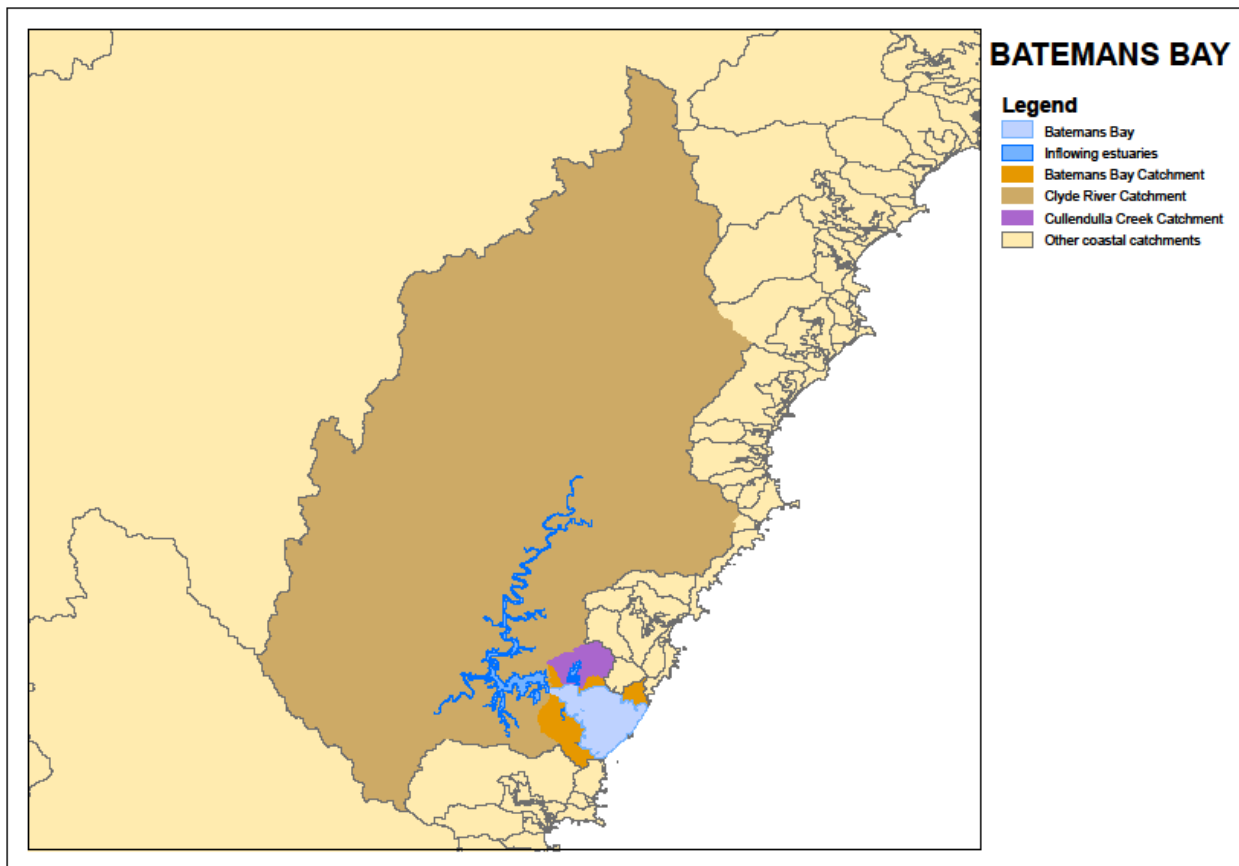 BATEMANS BAY
Legend
Batemans Bay
Inflowing estuaries
Batemans Bay Catchment
Clyde River Catchment
Cullendulla Creek Catchment
Other coastal catchments